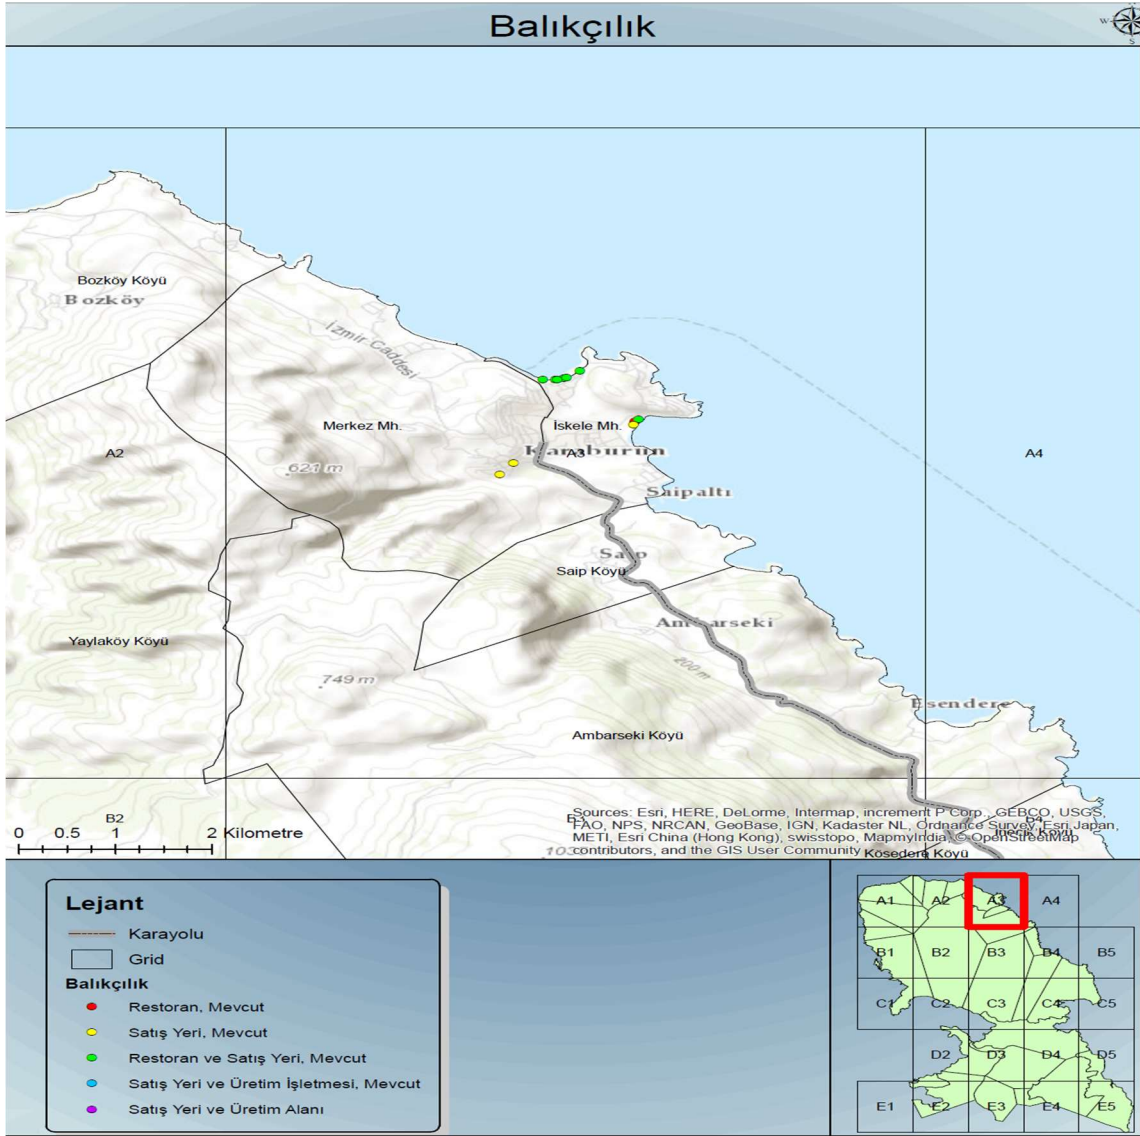 Balıkçılık
W
S
Bozköy Köyü
Bozköy
İzmir Caddesi
Merkez Mh.
İskele Mh.
A2
Karaburun
A3
A4
621 m
Saipaltı
Saip
Saip Köyü
Ambarseki
Yaylaköy Köyü
200 m
749 m
Esendere
Ambarseki Köyü
B2
0 0.5 1 2 Kilometre
Sources: Esri, HERE, DeLorme, Intermap, increment P Corp., GEBCO, USGS,
FAO, NPS, NRCAN, GeoBase, IGN, Kadaster NL, Ordnance Survey, Esri Japan,
METI, Esri China (Hong Kong), swisstopo, MapmyIndia, © OpenStreetMap
contributors, and the GIS User Community
B4
İnecik Köyü
Kösedere Köyü
Lejant
Karayolu
Grid
Balıkçılık
Restoran, Mevcut
Satış Yeri, Mevcut
Restoran ve Satış Yeri, Mevcut
Satış Yeri ve Üretim İşletmesi, Mevcut
Satış Yeri ve Üretim Alanı
A1 A2 A3 A4
B1 B2 B3 B4 B5
C1 C2 C3 C4 C5
D2 D3 D4 D5
E1 E2 E3 E4 E5